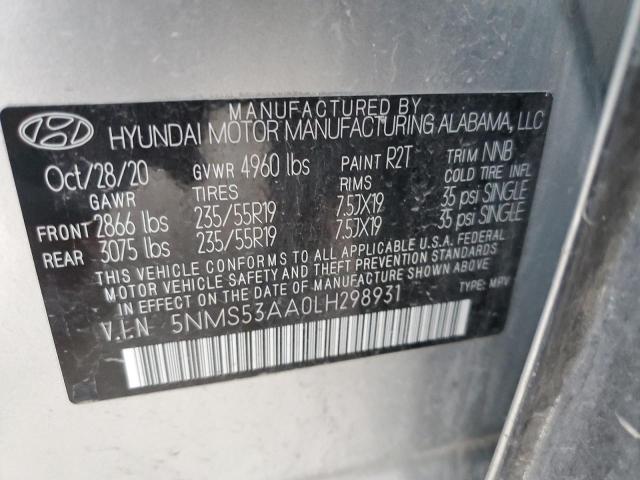 MANUFACTURED BY
HYUNDAI MOTOR MANUFACTURING ALABAMA, LLC
Oct/28/20 GVWR 4960 lbs PAINT R2T TRIM NNB
GAWR TIRES RIMS COLD TIRE INFL
FRONT 2866 lbs 235/55R19 7.5JX19 35 psi SINGLE
REAR 3075 lbs 235/55R19 7.5JX19 35 psi SINGLE
THIS VEHICLE CONFORMS TO ALL APPLICABLE U.S.A. FEDERAL
MOTOR VEHICLE SAFETY AND THEFT PREVENTION STANDARDS
IN EFFECT ON THE DATE OF MANUFACTURE SHOWN ABOVE.
V.I.N 5NMS53AA0LH298931 TYPE: MPV